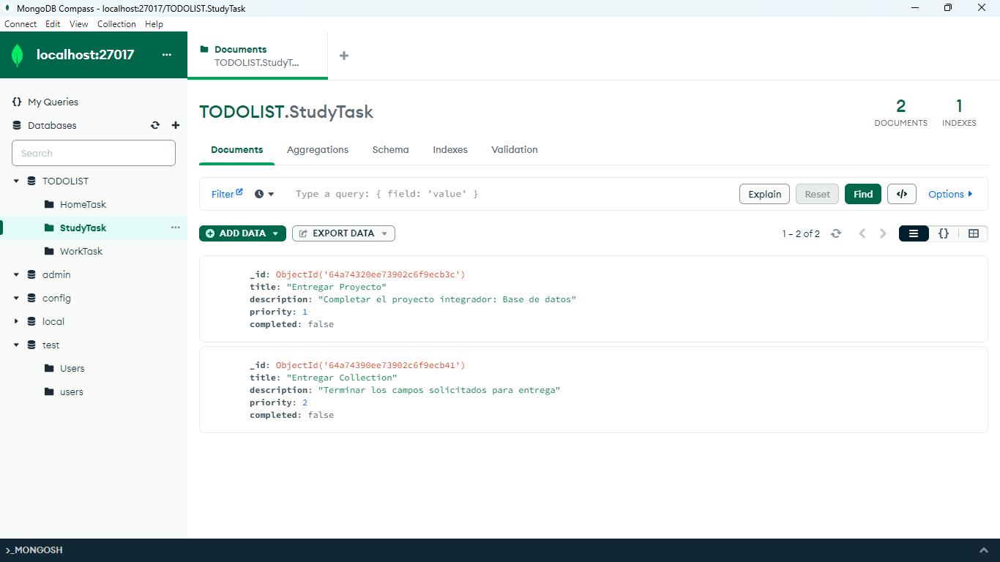 MongoDB Compass - localhost:27017/TODOLIST.StudyTask
Connect Edit View Collection Help
localhost:27017 ...
Documents
TODOLIST.StudyT...
{} My Queries
Databases
Search
TODOLIST
HomeTask
StudyTask
WorkTask
admin
config
local
test
Users
users
TODOLIST.StudyTask
2
DOCUMENTS
1
INDEXES
Documents Aggregations Schema Indexes Validation
Filter Type a query: { field: 'value' } Explain Reset Find </> Options
ADD DATA EXPORT DATA 1 – 2 of 2 {}
_id: ObjectId('64a74320ee73902c6f9ecb3c')
title: "Entregar Proyecto"
description: "Completar el proyecto integrador: Base de datos"
priority: 1
completed: false
_id: ObjectId('64a74390ee73902c6f9ecb41')
title: "Entregar Collection"
description: "Terminar los campos solicitados para entrega"
priority: 2
completed: false
>_MONGOSH